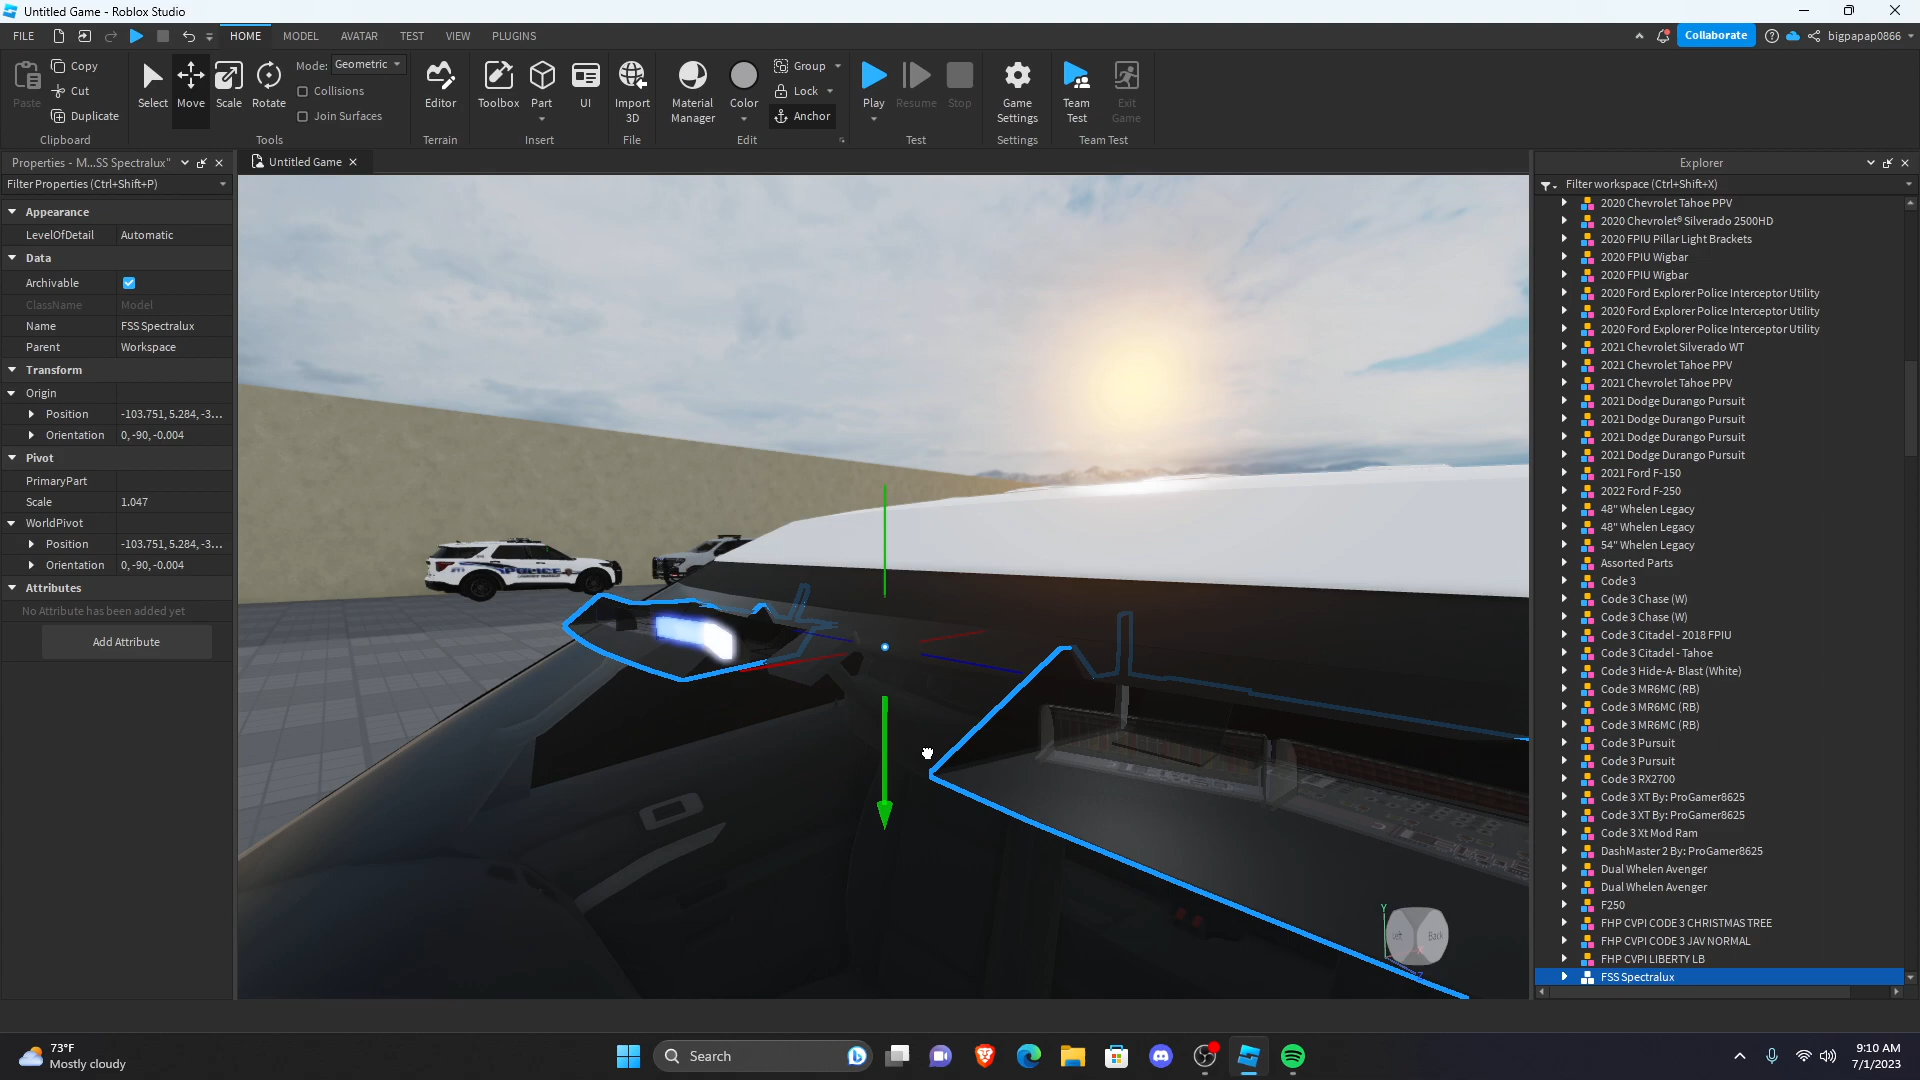 Untitled Game - Roblox Studio
FILE
HOME
MODEL
AVATAR
TEST
VIEW
PLUGINS
Collaborate
bigpapap0866
Paste
Copy
Cut
Duplicate
Clipboard
Select
Move
Scale
Rotate
Mode: Geometric
Collisions
Join Surfaces
Tools
Editor
Terrain
Toolbox
Part
UI
Insert
Import
3D
File
Material
Manager
Color
Group
Lock
Anchor
Edit
Play
Resume
Stop
Test
Game
Settings
Settings
Team
Test
Exit
Game
Team Test
Properties - M...SS Spectralux"
Filter Properties (Ctrl+Shift+P)
Appearance
LevelOfDetail Automatic
Data
Archivable
ClassName Model
Name FSS Spectralux
Parent Workspace
Transform
Origin
Position -103.751, 5.284, -3...
Orientation 0, -90, -0.004
Pivot
PrimaryPart
Scale 1.047
WorldPivot
Position -103.751, 5.284, -3...
Orientation 0, -90, -0.004
Attributes
No Attribute has been added yet
Add Attribute
Untitled Game
POLICE
Y
Left
Back
Z
Explorer
Filter workspace (Ctrl+Shift+X)
2020 Chevrolet Tahoe PPV
2020 Chevrolet® Silverado 2500HD
2020 FPIU Pillar Light Brackets
2020 FPIU Wigbar
2020 FPIU Wigbar
2020 Ford Explorer Police Interceptor Utility
2020 Ford Explorer Police Interceptor Utility
2020 Ford Explorer Police Interceptor Utility
2021 Chevrolet Silverado WT
2021 Chevrolet Tahoe PPV
2021 Chevrolet Tahoe PPV
2021 Dodge Durango Pursuit
2021 Dodge Durango Pursuit
2021 Dodge Durango Pursuit
2021 Dodge Durango Pursuit
2021 Ford F-150
2022 Ford F-250
48" Whelen Legacy
48" Whelen Legacy
54" Whelen Legacy
Assorted Parts
Code 3
Code 3 Chase (W)
Code 3 Chase (W)
Code 3 Citadel - 2018 FPIU
Code 3 Citadel - Tahoe
Code 3 Hide-A- Blast (White)
Code 3 MR6MC (RB)
Code 3 MR6MC (RB)
Code 3 MR6MC (RB)
Code 3 Pursuit
Code 3 Pursuit
Code 3 RX2700
Code 3 XT By: ProGamer8625
Code 3 XT By: ProGamer8625
Code 3 Xt Mod Ram
DashMaster 2 By: ProGamer8625
Dual Whelen Avenger
Dual Whelen Avenger
F250
FHP CVPI CODE 3 CHRISTMAS TREE
FHP CVPI CODE 3 JAV NORMAL
FHP CVPI LIBERTY LB
FSS Spectralux
73°F
Mostly cloudy
Search
9:10 AM
7/1/2023